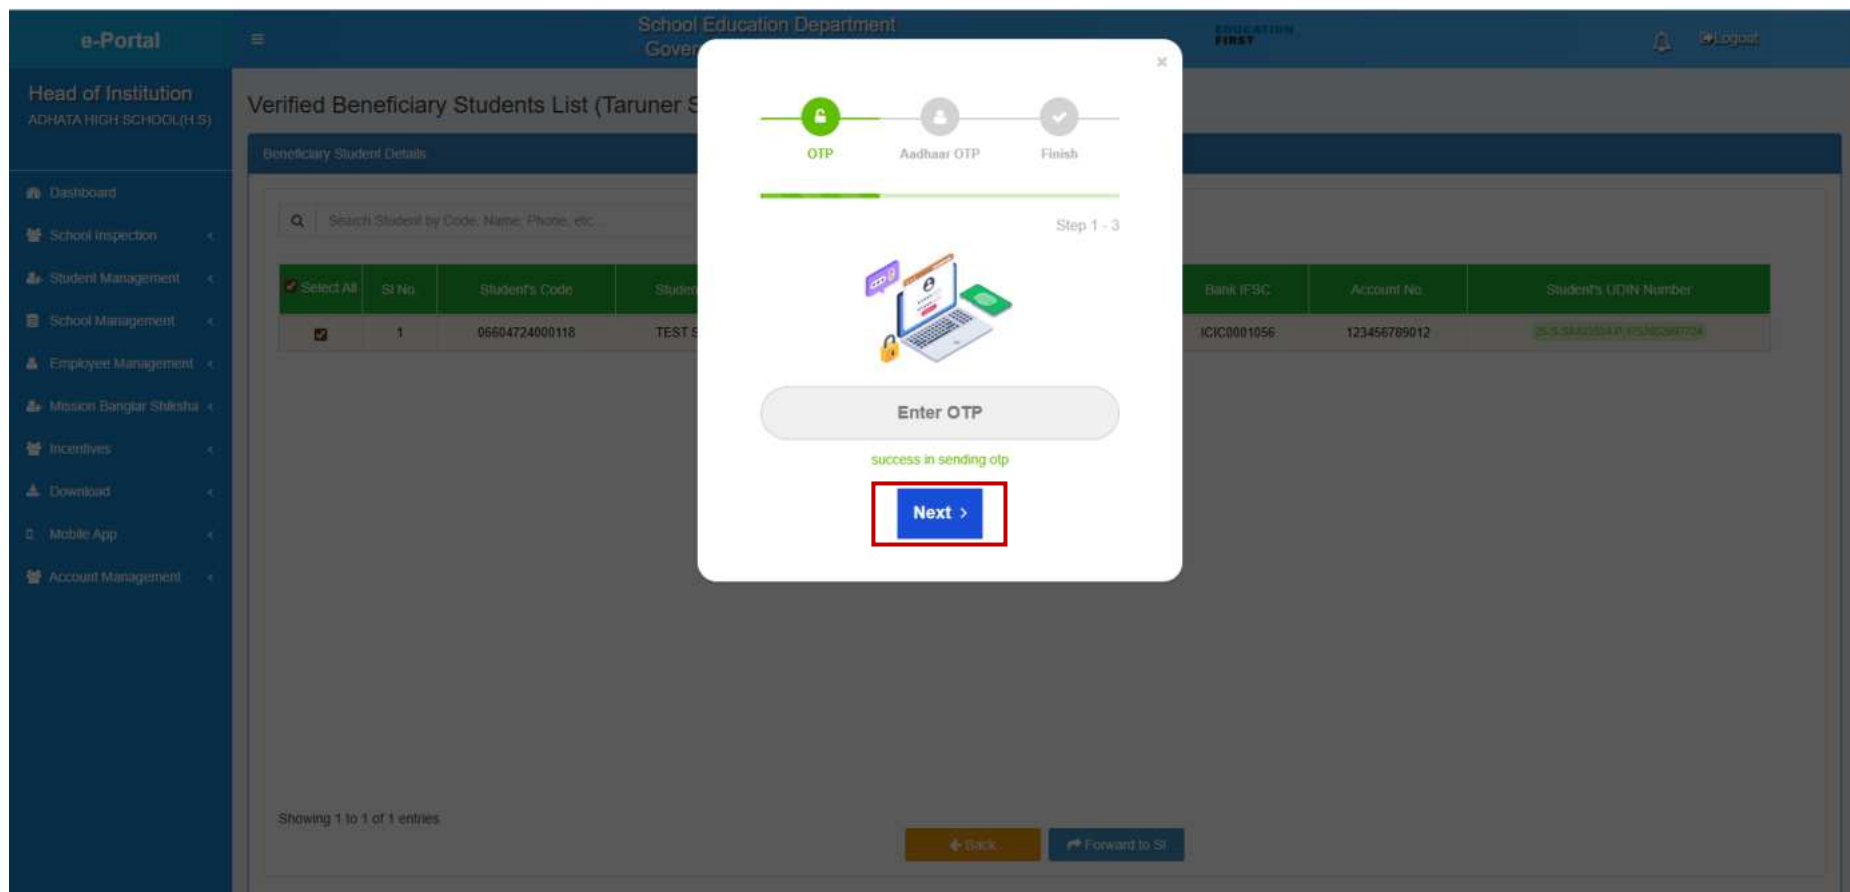 e-Portal
School Education Department
Gover
EDUCATION
FIRST
Logout
Head of Institution
ADHATA HIGH SCHOOL(H.S)
Dashboard
School Inspection
Student Management
School Management
Employee Management
Mission Banglar Shiksha
Incentives
Download
Mobile App
Account Management
Verified Beneficiary Students List (Taruner S
Beneficiary Student Details
Search Student by Code, Name, Phone, etc...
Select All Sl No Student's Code Studen Bank IFSC Account No. Student's UDIN Number
1 06604724000118 TEST S ICIC0001056 123456789012
×
OTP Aadhaar OTP Finish
Step 1 - 3
Enter OTP
success in sending otp
Next >
Showing 1 to 1 of 1 entries
Back Forward to SI